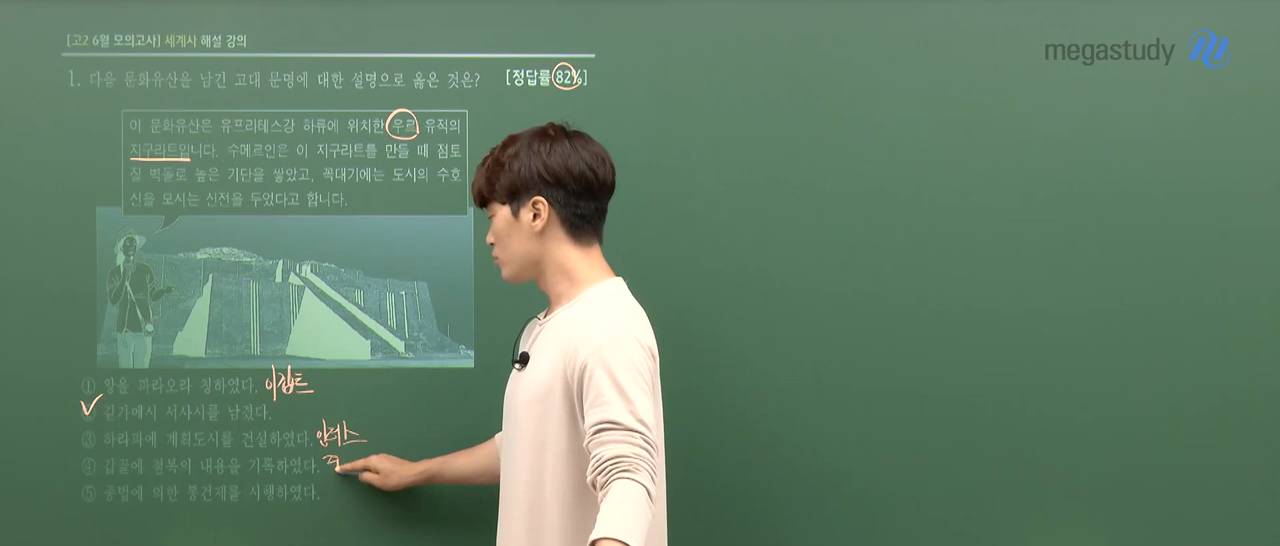 [고2 6월 모의고사] 세계사 해설 강의
megastudy
1. 다음 문화유산을 남긴 고대 문명에 대한 설명으로 옳은 것은? [정답률 82%]
이 문화유산은 유프라테스강 하류에 위치한 우르 유적의
지구라트입니다. 수메르인은 이 지구라트를 만들 때 점토
질 벽돌로 높은 기단을 쌓았고, 꼭대기에는 도시의 수호
신을 모시는 신전을 두었다고 합니다.
① 왕을 파라오라 칭하였다. 이집트
② 길가메시 서사시를 남겼다.
③ 하라파에 계획도시를 건설하였다. 인더스
④ 갑골에 점복의 내용을 기록하였다.
⑤ 종법에 의한 봉건제를 시행하였다.